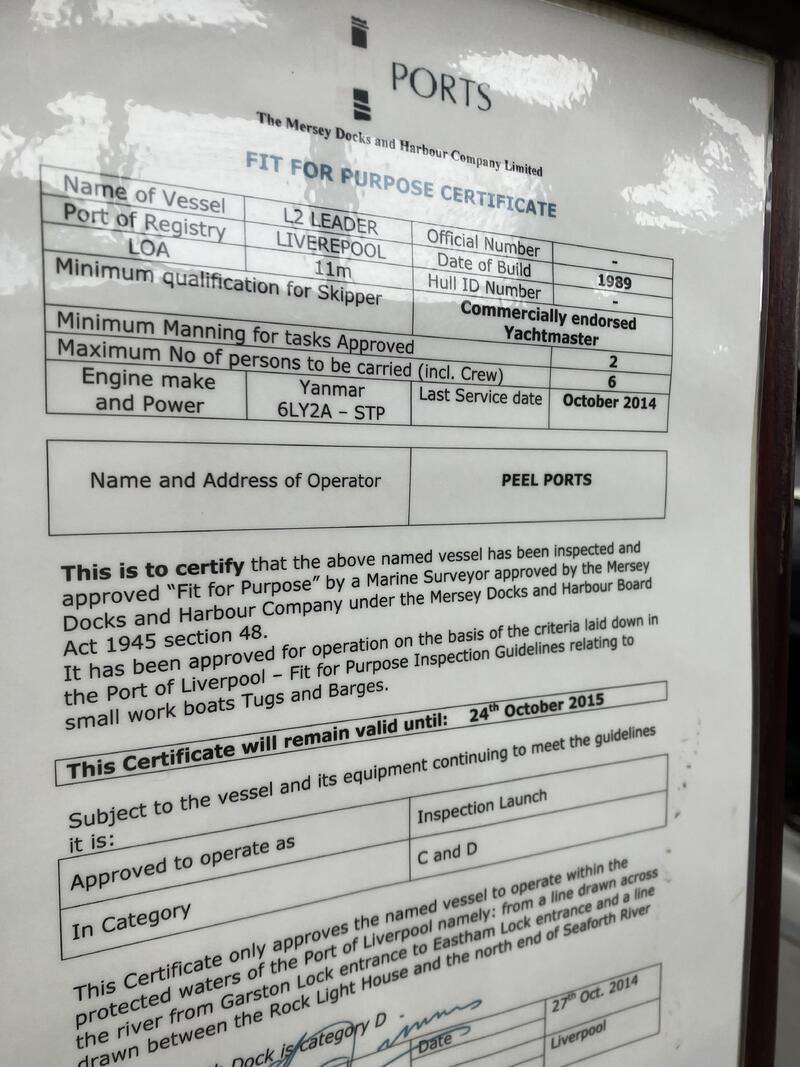 PORTS
The Mersey Docks and Harbour Company Limited
FIT FOR PURPOSE CERTIFICATE
Name of Vessel L2 LEADER Official Number -
Port of Registry LIVEREPOOL Date of Build 1989
LOA 11m Hull ID Number -
Minimum qualification for Skipper Commercially endorsed
Yachtmaster
Minimum Manning for tasks Approved 2
Maximum No of persons to be carried (incl. Crew) 6
Engine make Yanmar Last Service date October 2014
and Power 6LY2A – STP
Name and Address of Operator PEEL PORTS
This is to certify that the above named vessel has been inspected and
approved "Fit for Purpose" by a Marine Surveyor approved by the Mersey
Docks and Harbour Company under the Mersey Docks and Harbour Board
Act 1945 section 48.
It has been approved for operation on the basis of the criteria laid down in
the Port of Liverpool – Fit for Purpose Inspection Guidelines relating to
small work boats Tugs and Barges.
This Certificate will remain valid until: 24th October 2015
Subject to the vessel and its equipment continuing to meet the guidelines
it is:
Approved to operate as Inspection Launch
In Category C and D
This Certificate only approves the named vessel to operate within the
protected waters of the Port of Liverpool namely: from a line drawn across
the river from Garston Lock entrance to Eastham Lock entrance and a line
drawn between the Rock Light House and the north end of Seaforth River
Dock is category D .
27th Oct. 2014
Date
Liverpool